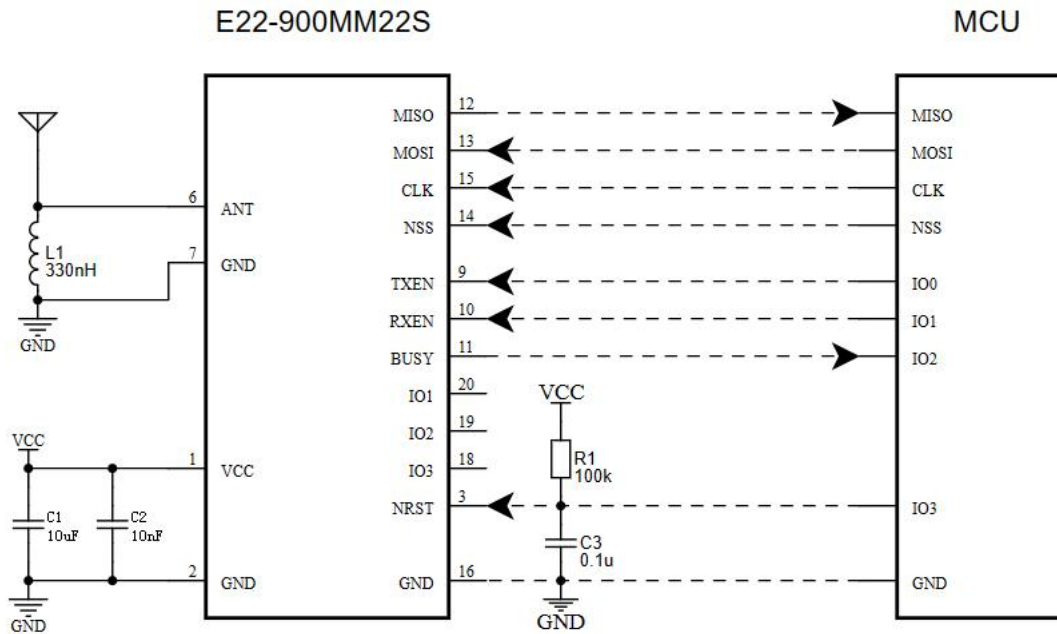 E22-900MM22S
MCU
MISO 12 MISO
MOSI 13 MOSI
CLK 15 CLK
6 ANT
NSS 14 NSS
L1
330nH
7 GND
TXEN 9 IO0
RXEN 10 IO1
GND
BUSY 11 IO2
IO1 20
VCC
IO2 19
VCC
1 VCC
IO3 18
R1
100k
NRST 3 IO3
C1
10uF
C2
10nF
C3
0.1u
2 GND
GND 16 GND
GND
GND